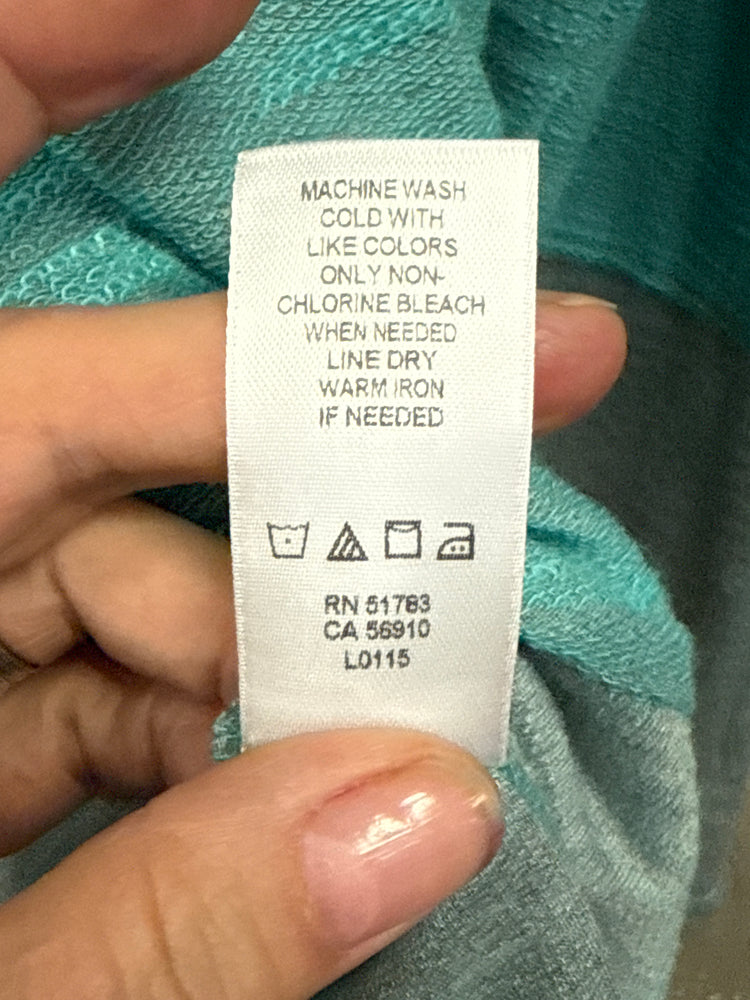 MACHINE WASH
COLD WITH
LIKE COLORS
ONLY NON-
CHLORINE BLEACH
WHEN NEEDED
LINE DRY
WARM IRON
IF NEEDED
RN 51783
CA 56910
L0115